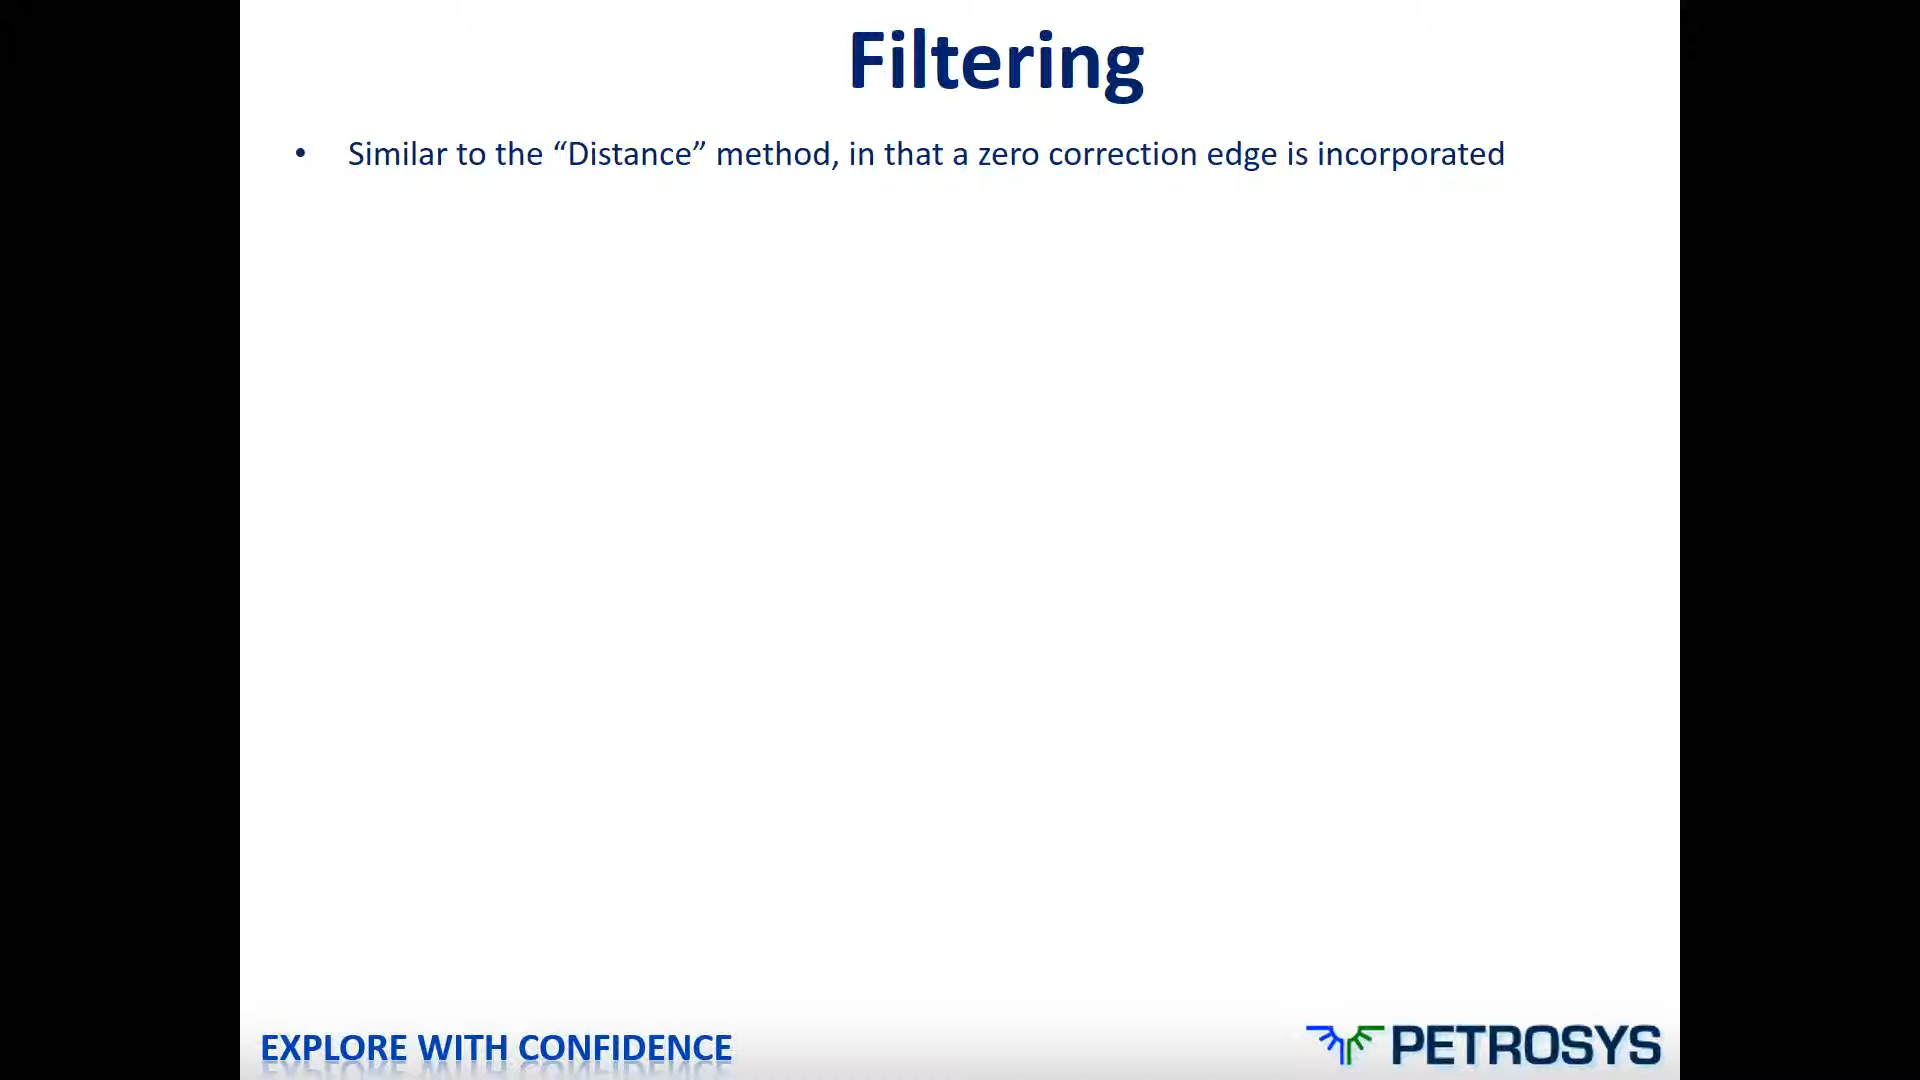 Filtering
• Similar to the “Distance” method, in that a zero correction edge is incorporated
EXPLORE WITH CONFIDENCE
PETROSYS